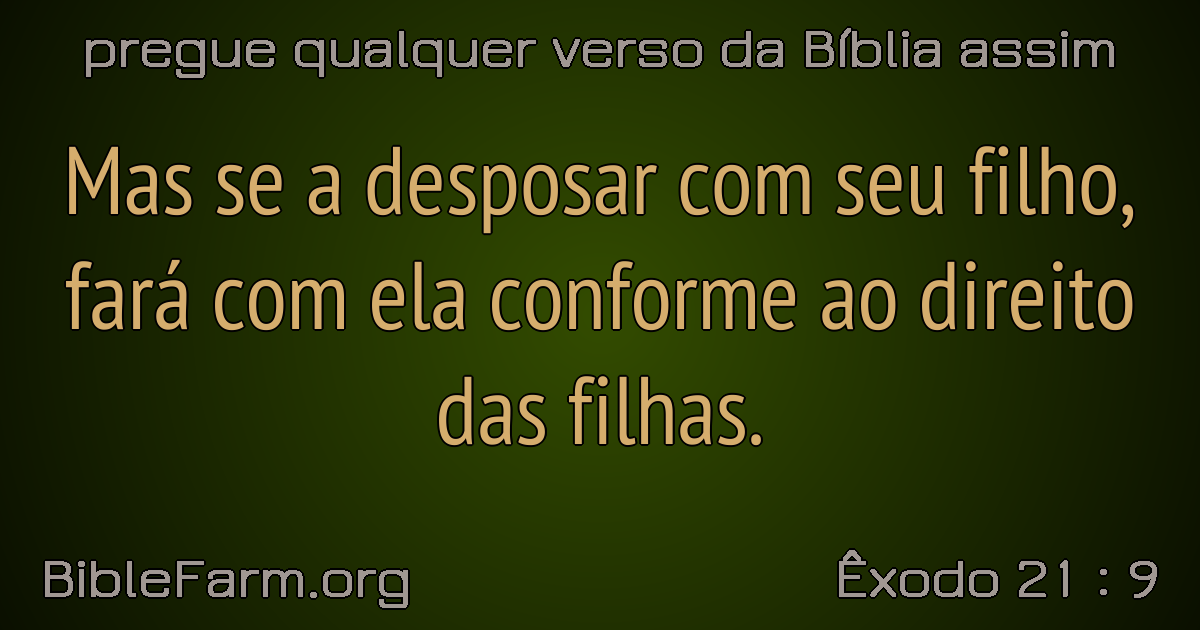 pregue qualquer verso da Bíblia assim
Mas se a desposar com seu filho,
fará com ela conforme ao direito
das filhas.
BibleFarm.org
Êxodo 21 : 9